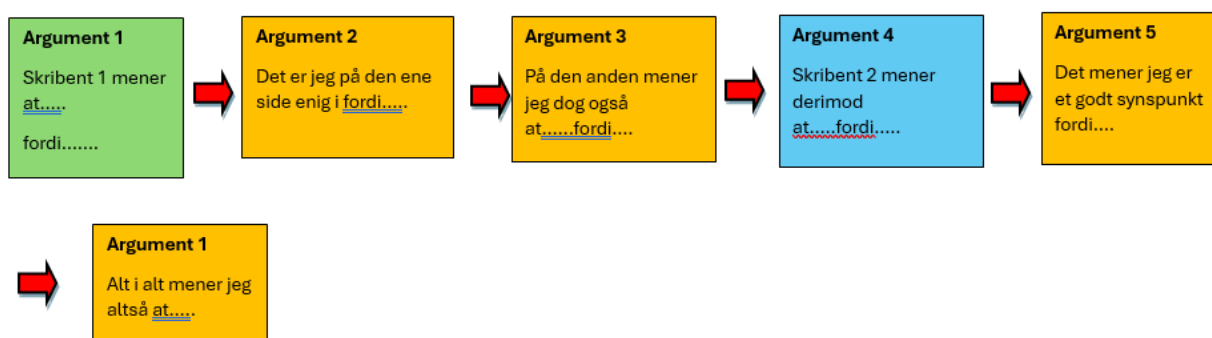 Argument 1
Skribent 1 mener
at.....
fordi.......
Argument 2
Det er jeg på den ene
side enig i fordi.....
Argument 3
På den anden mener
jeg dog også
at......fordi....
Argument 4
Skribent 2 mener
derimod
at.....fordi.....
Argument 5
Det mener jeg er
et godt synspunkt
fordi....
Argument 1
Alt i alt mener jeg
altså at.....